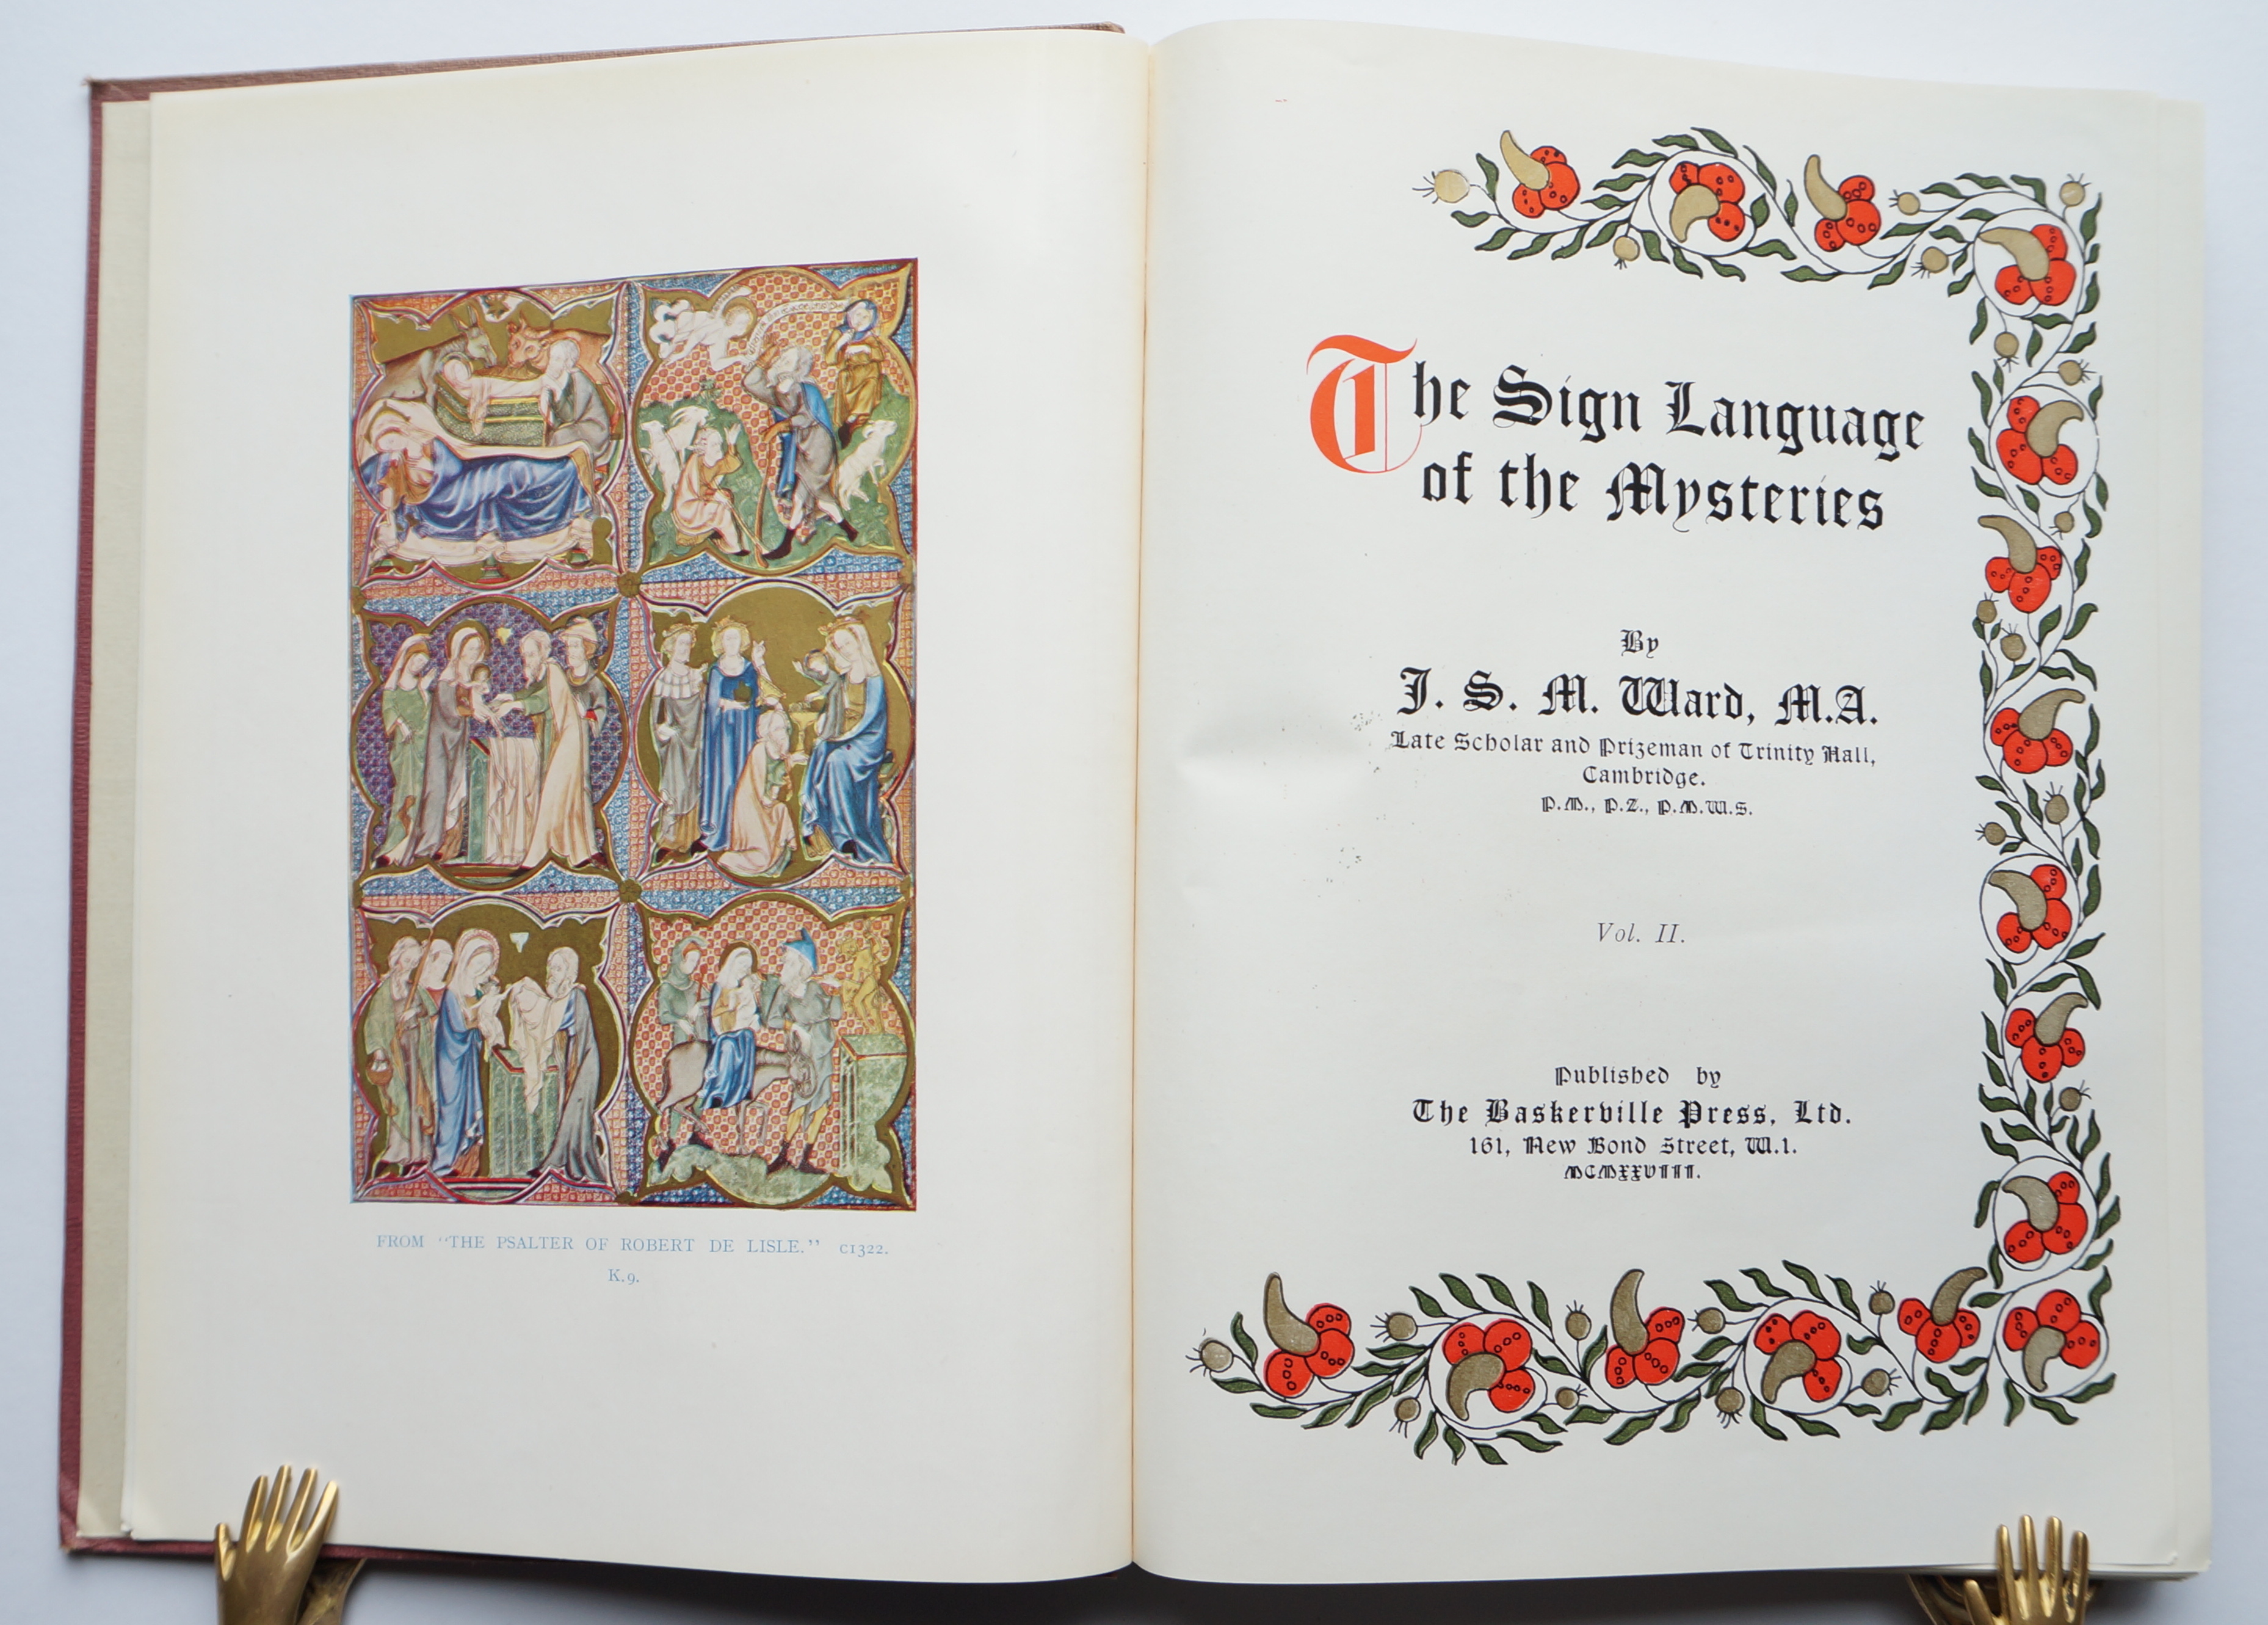 FROM "THE PSALTER OF ROBERT DE LISLE." C1322.
K.9.
The Sign Language
of the Mysteries
By
J. S. M. Ward, M.A.
Late Scholar and Prizeman of Trinity Hall,
Cambridge.
P.M., P.Z., P.M.W.S.
Vol. II.
Published by
The Baskerville Press, Ltd.
161, New Bond Street, W.1.
MCMXXVIII.